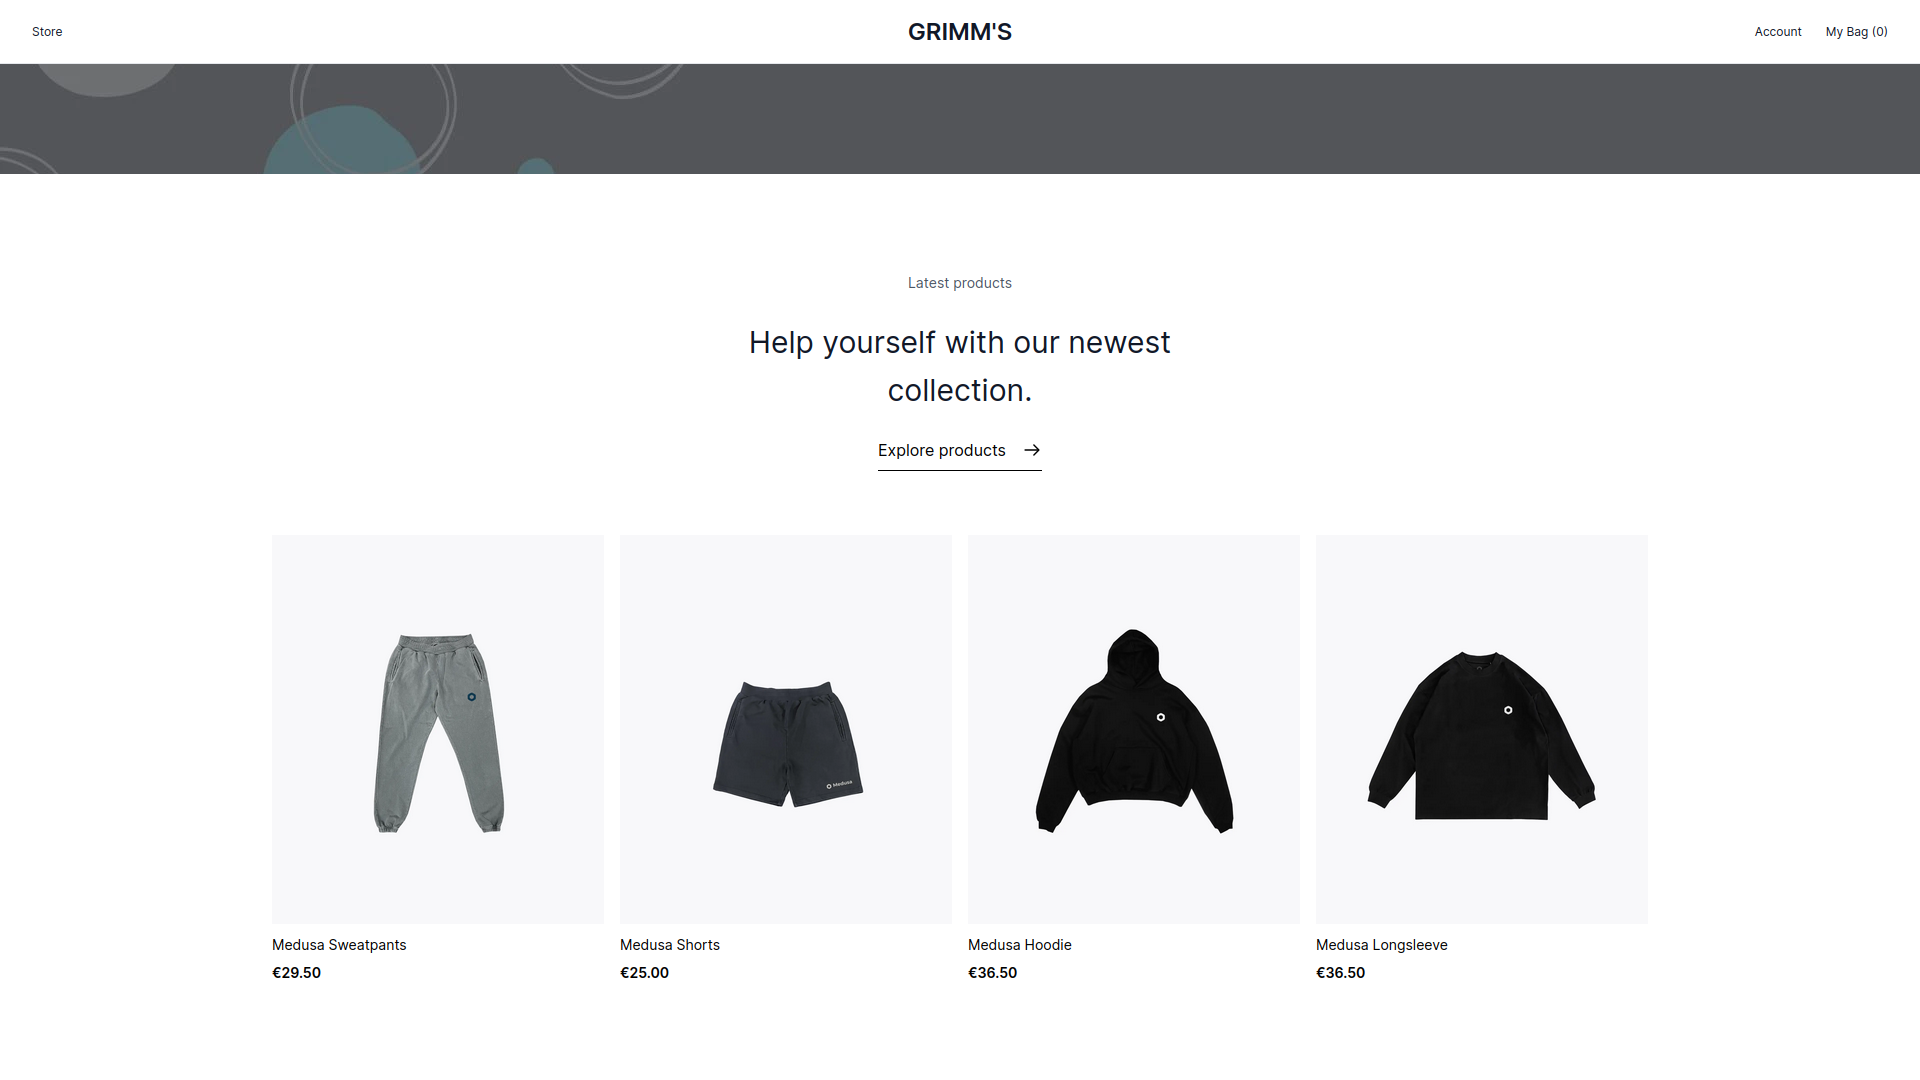 Store
GRIMM'S
Account
My Bag (0)
Latest products
Help yourself with our newest
collection.
Explore products
Medusa
Medusa Sweatpants
€29.50
Medusa Shorts
€25.00
Medusa Hoodie
€36.50
Medusa Longsleeve
€36.50